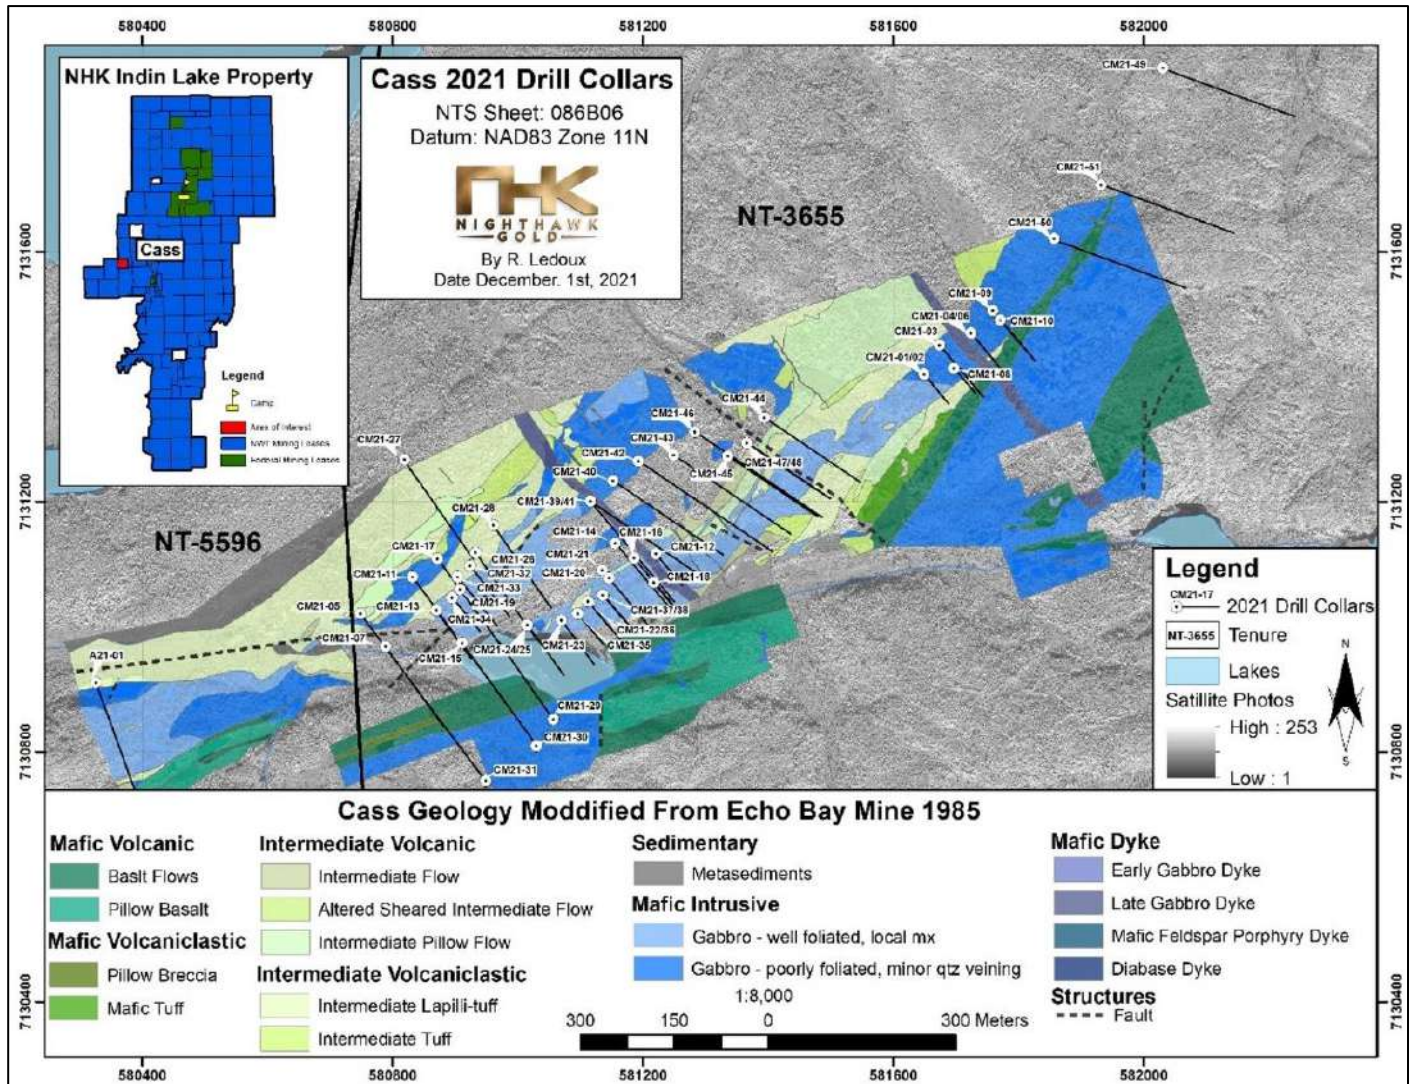 580400 580800 581200 581600 582000
NHK Indin Lake Property
Cass
Legend
Camp
Area of Interest
NWT Mining Leases
Federal Mining Leases
Cass 2021 Drill Collars
NTS Sheet: 086B06
Datum: NAD83 Zone 11N
NHK
NIGHTHAWK
GOLD
By R. Ledoux
Date December. 1st, 2021
7131600
7131200
7130800
7130400
7131600
7131200
7130800
7130400
NT-3655
NT-5596
CM21-49
CM21-51
CM21-50
CM21-09
CM21-04/06
CM21-10
CM21-03
CM21-01/02
CM21-08
CM21-44
CM21-46
CM21-43
CM21-42
CM21-45
CM21-47/48
CM21-40
CM21-27
CM21-39/41
CM21-28
CM21-14
CM21-16
CM21-17
CM21-26
CM21-21
CM21-12
CM21-11
CM21-32
CM21-20
CM21-18
CM21-33
CM21-05
CM21-13
CM21-19
CM21-37/38
CM21-34
CM21-22/36
CM21-07
CM21-15
CM21-24/25
CM21-23
CM21-35
A21-01
CM21-29
CM21-30
CM21-31
Legend
CM21-17
2021 Drill Collars
NT-3655 Tenure
Lakes
Satillite Photos
High : 253
Low : 1
N
S
Cass Geology Moddified From Echo Bay Mine 1985
Mafic Volcanic
Baslt Flows
Pillow Basalt
Mafic Volcaniclastic
Pillow Breccia
Mafic Tuff
Intermediate Volcanic
Intermediate Flow
Altered Sheared Intermediate Flow
Intermediate Pillow Flow
Intermediate Volcaniclastic
Intermediate Lapilli-tuff
Intermediate Tuff
Sedimentary
Metasediments
Mafic Intrusive
Gabbro - well foliated, local mx
Gabbro - poorly foliated, minor qtz veining
Mafic Dyke
Early Gabbro Dyke
Late Gabbro Dyke
Mafic Feldspar Porphyry Dyke
Diabase Dyke
Structures
Fault
1:8,000
300 150 0 300 Meters
580400 580800 581200 581600 582000